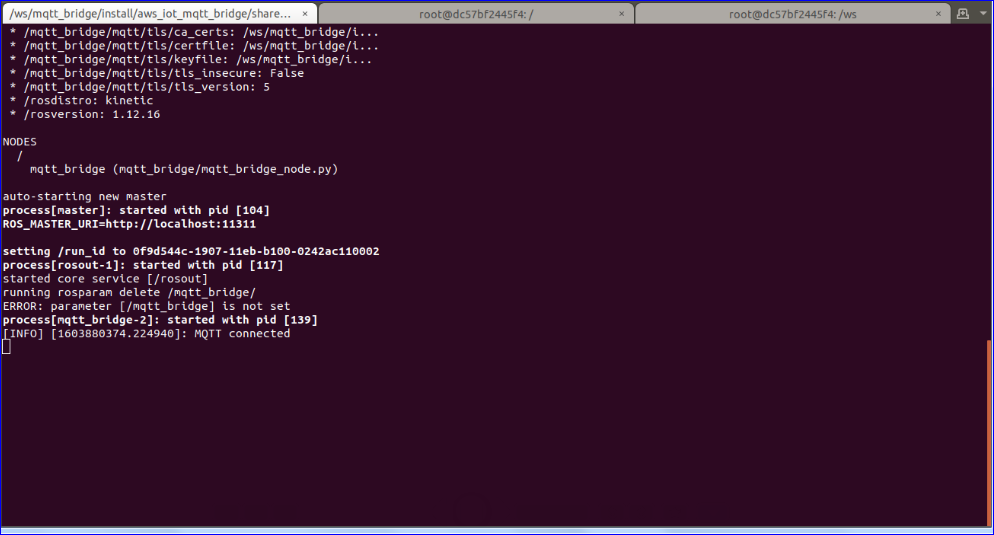 /ws/mqtt_bridge/install/aws_iot_mqtt_bridge/share... × root@dc57bf2445f4: / × root@dc57bf2445f4: /ws ×
* /mqtt_bridge/mqtt/tls/ca_certs: /ws/mqtt_bridge/i...
* /mqtt_bridge/mqtt/tls/certfile: /ws/mqtt_bridge/i...
* /mqtt_bridge/mqtt/tls/keyfile: /ws/mqtt_bridge/i...
* /mqtt_bridge/mqtt/tls/tls_insecure: False
* /mqtt_bridge/mqtt/tls/tls_version: 5
* /rosdistro: kinetic
* /rosversion: 1.12.16
NODES
/
mqtt_bridge (mqtt_bridge/mqtt_bridge_node.py)
auto-starting new master
process[master]: started with pid [104]
ROS_MASTER_URI=http://localhost:11311
setting /run_id to 0f9d544c-1907-11eb-b100-0242ac110002
process[rosout-1]: started with pid [117]
started core service [/rosout]
running rosparam delete /mqtt_bridge/
ERROR: parameter [/mqtt_bridge] is not set
process[mqtt_bridge-2]: started with pid [139]
[INFO] [1603880374.224940]: MQTT connected